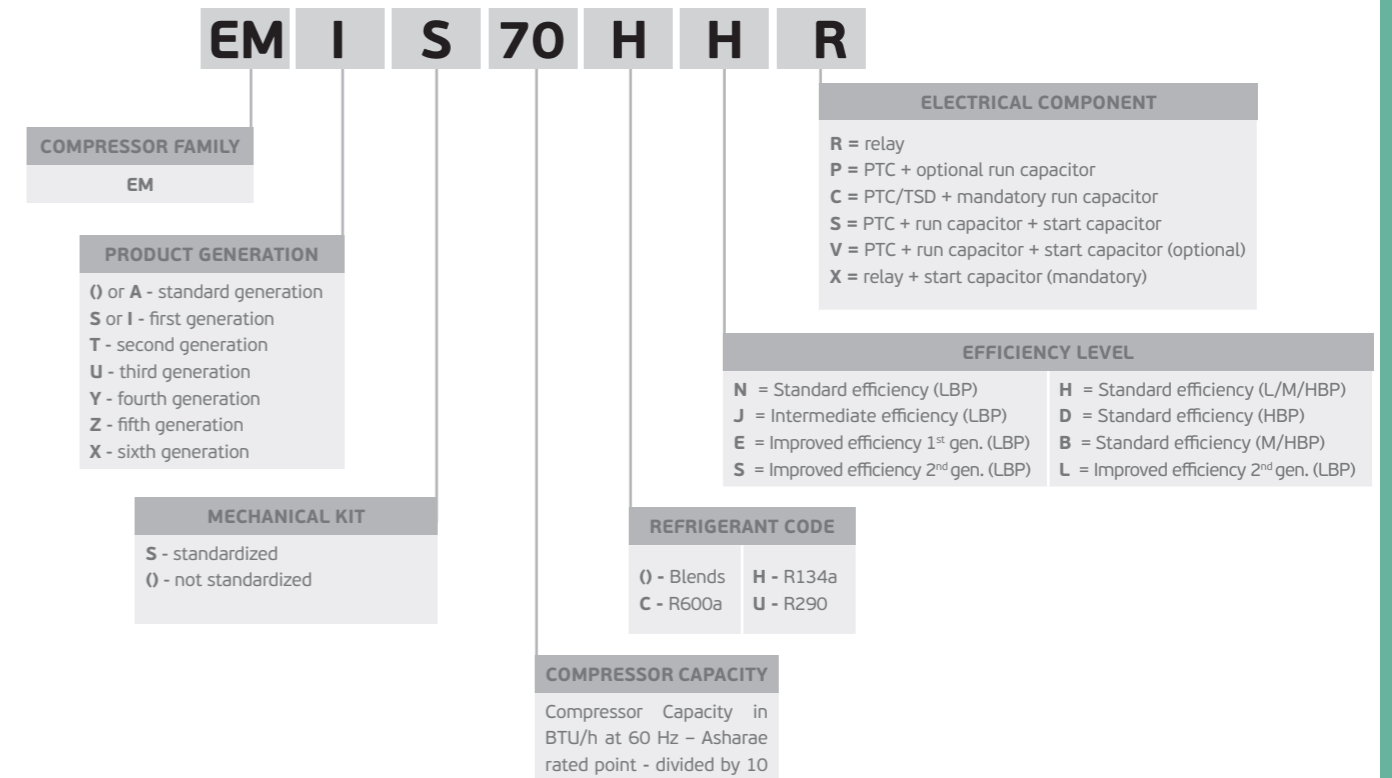 EM I S 70 H H R
COMPRESSOR FAMILY
EM
PRODUCT GENERATION
() or A - standard generation
S or I - first generation
T - second generation
U - third generation
Y - fourth generation
Z - fifth generation
X - sixth generation
MECHANICAL KIT
S - standardized
() - not standardized
COMPRESSOR CAPACITY
Compressor Capacity in
BTU/h at 60 Hz – Asharae
rated point - divided by 10
REFRIGERANT CODE
() - Blends
C - R600a
H - R134a
U - R290
EFFICIENCY LEVEL
N = Standard efficiency (LBP)
J = Intermediate efficiency (LBP)
E = Improved efficiency 1st gen. (LBP)
S = Improved efficiency 2nd gen. (LBP)
H = Standard efficiency (L/M/HBP)
D = Standard efficiency (HBP)
B = Standard efficiency (M/HBP)
L = Improved efficiency 2nd gen. (LBP)
ELECTRICAL COMPONENT
R = relay
P = PTC + optional run capacitor
C = PTC/TSD + mandatory run capacitor
S = PTC + run capacitor + start capacitor
V = PTC + run capacitor + start capacitor (optional)
X = relay + start capacitor (mandatory)